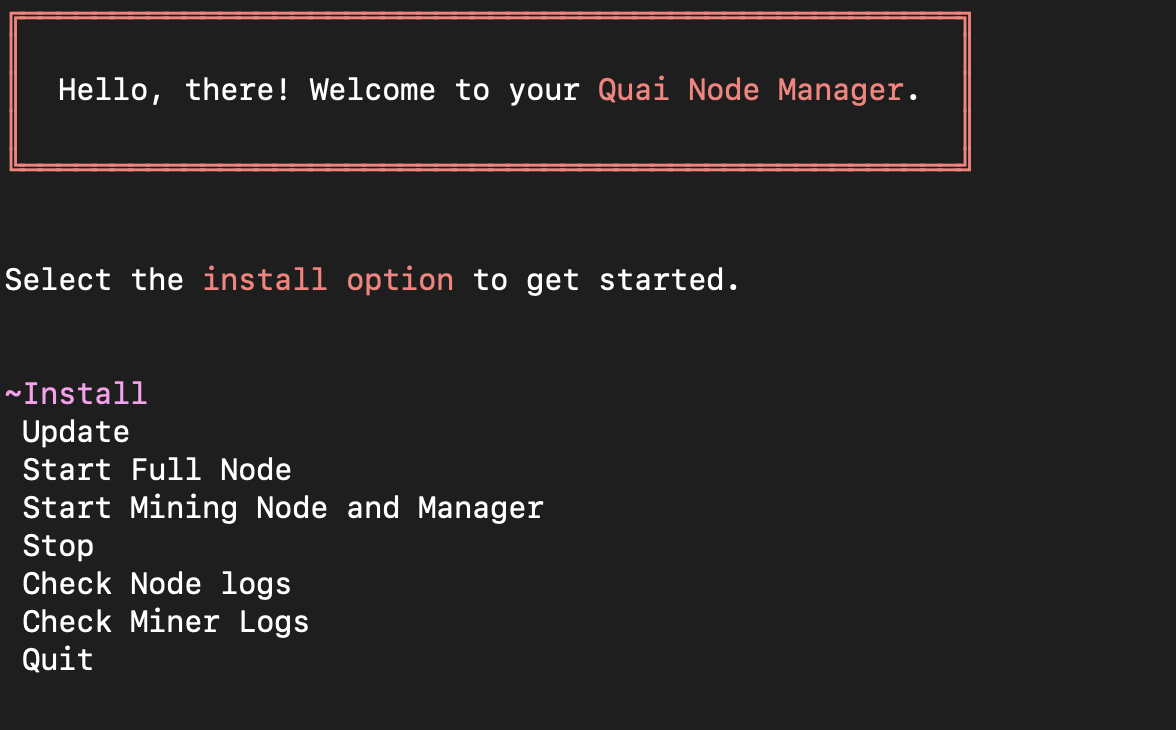 Hello, there! Welcome to your Quai Node Manager.
Select the install option to get started.
~Install
Update
Start Full Node
Start Mining Node and Manager
Stop
Check Node logs
Check Miner Logs
Quit